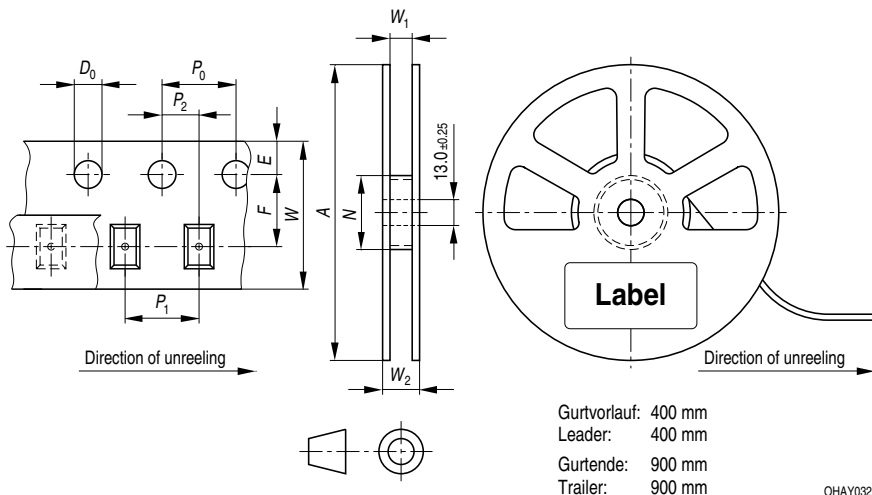 W1
D0
P0
P2
E
F
W
A
N
13.0 ±0.25
Label
P1
W2
Direction of unreeling
Direction of unreeling
Gurtvorlauf: 400 mm
Leader: 400 mm
Gurtende: 900 mm
Trailer: 900 mm
OHAY032